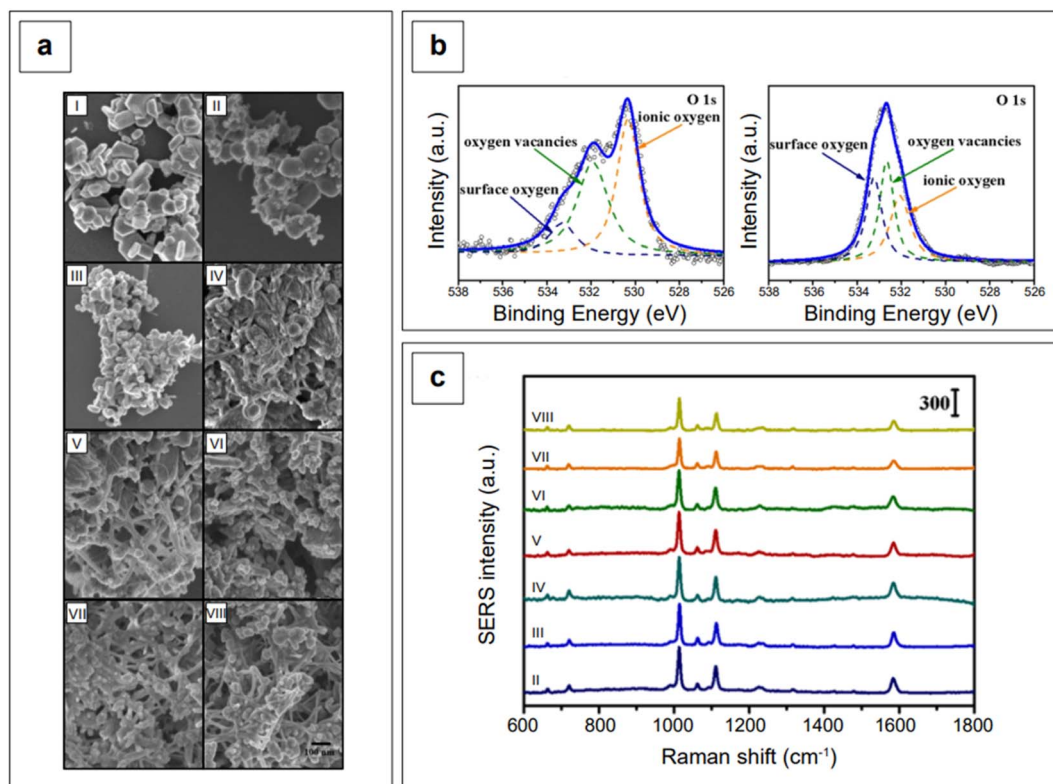 a
I
II
III
IV
V
VI
VII
VIII
100 nm
b
Intensity (a.u.)
O 1s
ionic oxygen
oxygen vacancies
surface oxygen
538 536 534 532 530 528 526
Binding Energy (eV)
Intensity (a.u.)
O 1s
surface oxygen
oxygen vacancies
ionic oxygen
538 536 534 532 530 528 526
Binding Energy (eV)
c
SERS intensity (a.u.)
300
VIII
VII
VI
V
IV
III
II
600 800 1000 1200 1400 1600 1800
Raman shift (cm⁻¹)